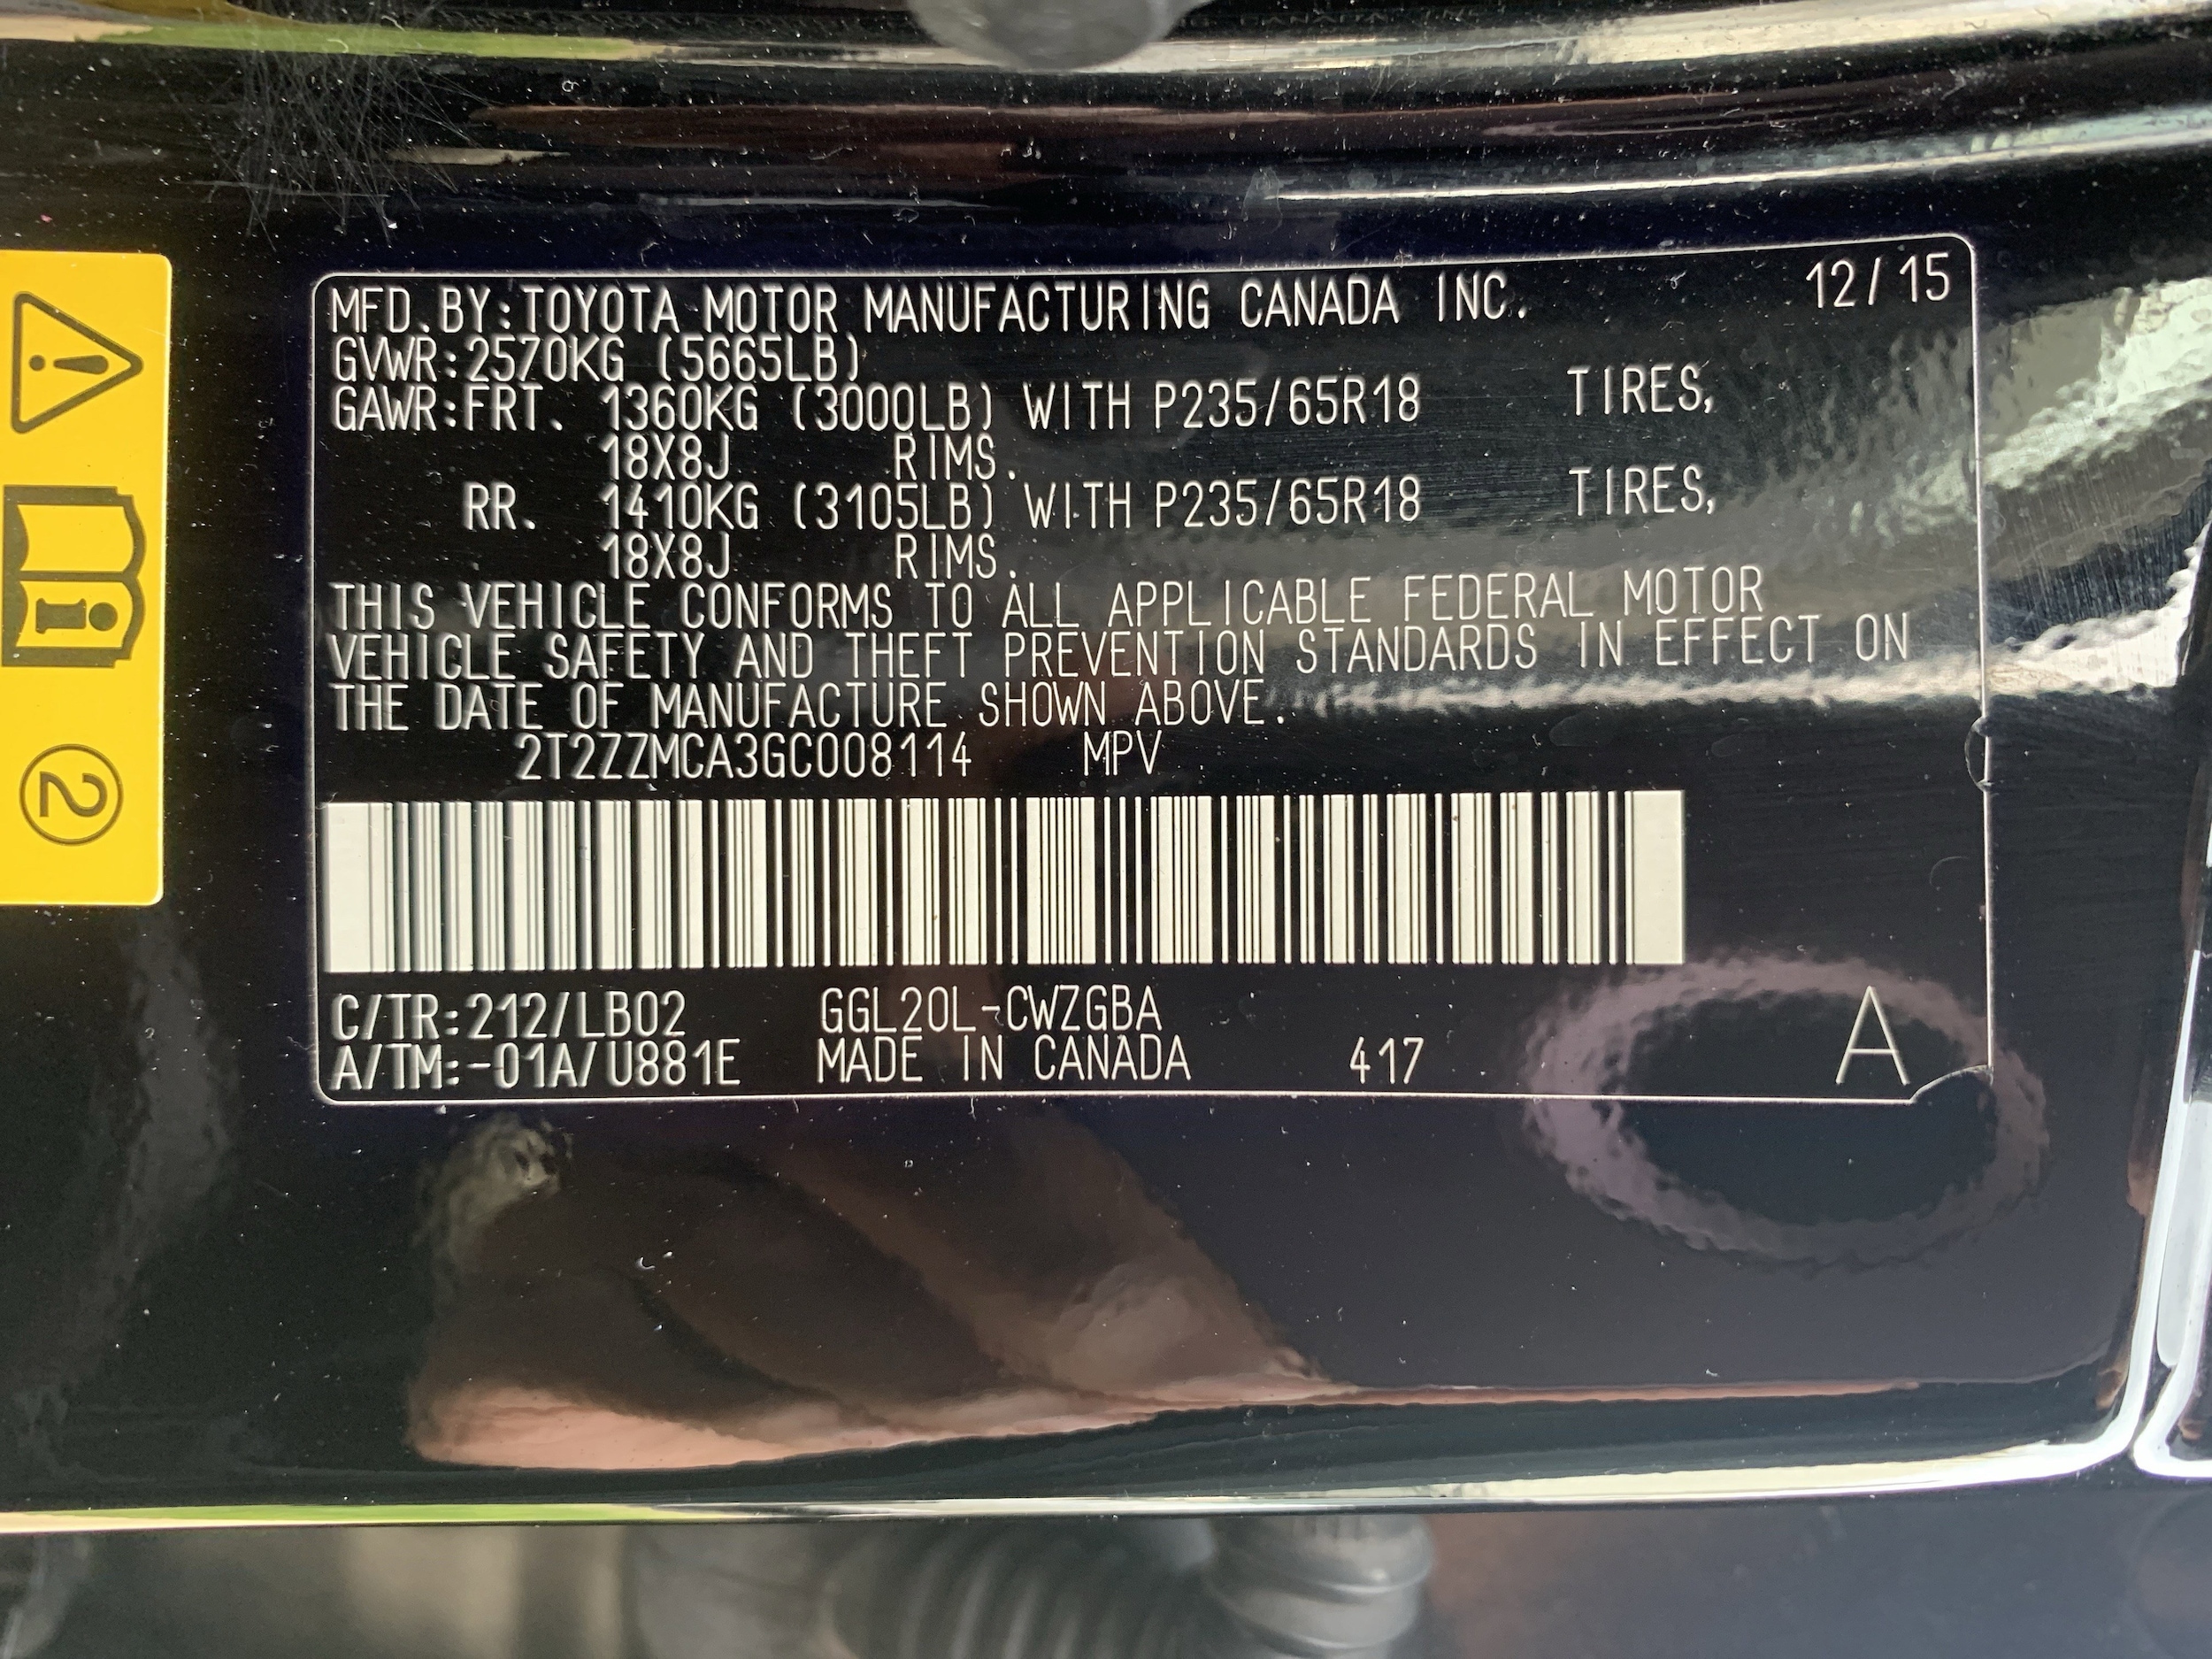 MFD.BY:TOYOTA MOTOR MANUFACTURING CANADA INC. 12/15
GVWR:2570KG (5665LB)
GAWR:FRT. 1360KG (3000LB) WITH P235/65R18 TIRES,
18X8J RIMS.
RR. 1410KG (3105LB) WITH P235/65R18 TIRES,
18X8J RIMS.
THIS VEHICLE CONFORMS TO ALL APPLICABLE FEDERAL MOTOR
VEHICLE SAFETY AND THEFT PREVENTION STANDARDS IN EFFECT ON
THE DATE OF MANUFACTURE SHOWN ABOVE.
2T2ZZMCA3GC008114 MPV
C/TR:212/LB02 GGL20L-CWZGBA
A/TM:-01A/U881E MADE IN CANADA 417 A
2